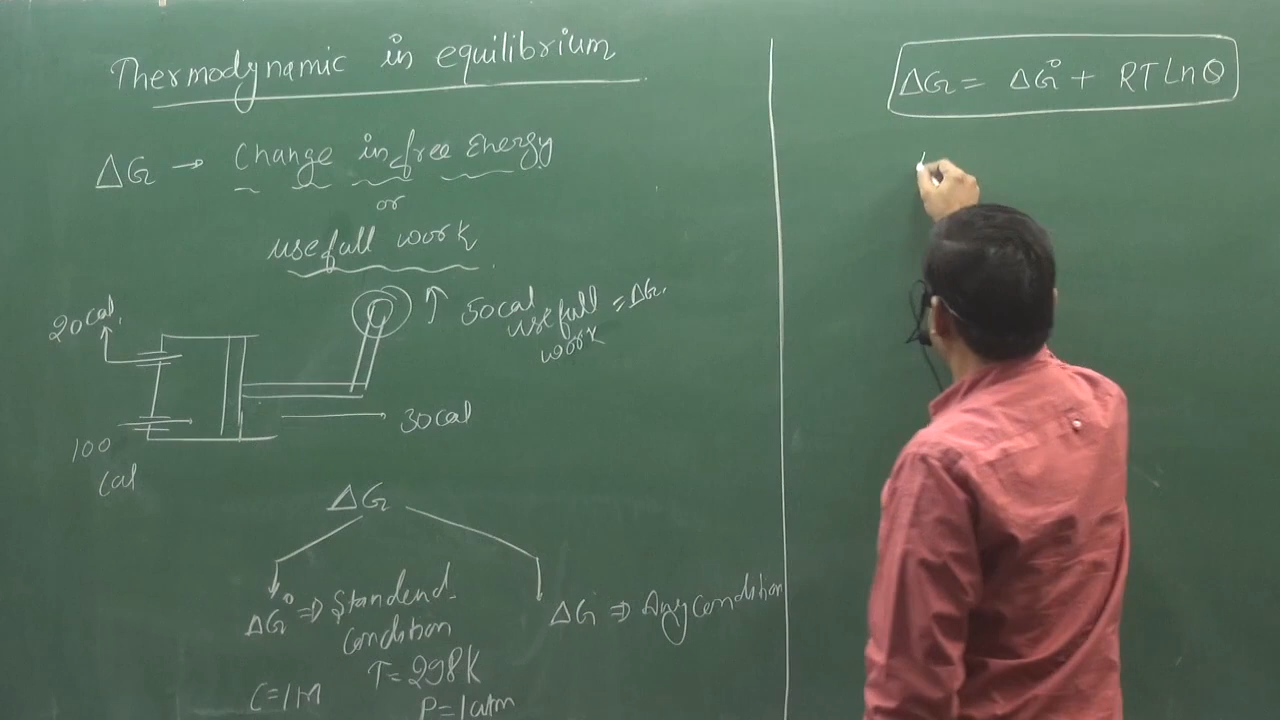 Thermodynamic in equilibrium
ΔG → Change in free Energy
or
usefull work
20cal.
50cal
usefull = ΔG.
work
30cal
100
cal
ΔG
ΔG° ⇒ Standend
condition
T = 298K
C = 1M
P = 1atm
ΔG ⇒ Any condition
ΔG = ΔG° + RT Ln Q